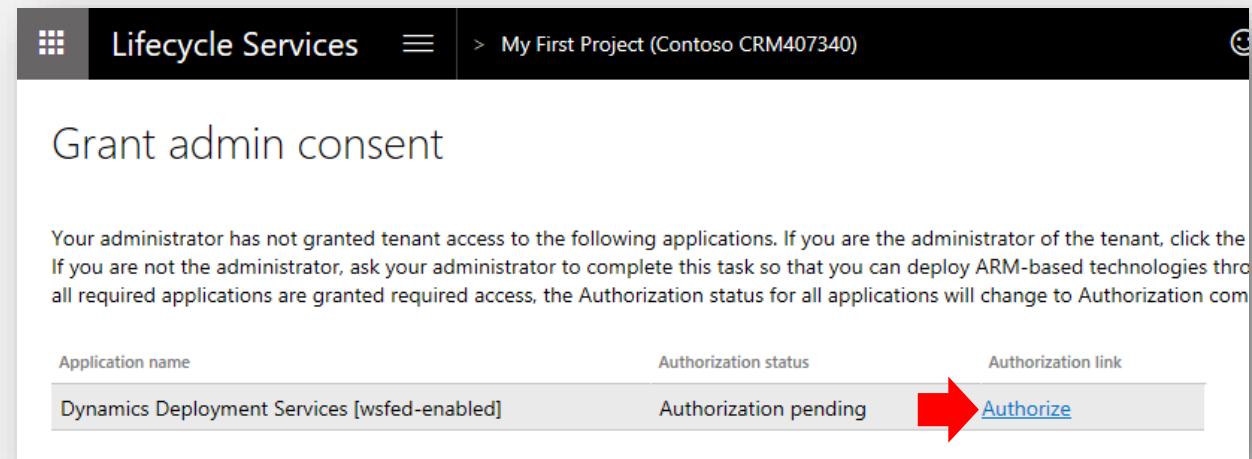 Lifecycle Services > My First Project (Contoso CRM407340)
Grant admin consent
Your administrator has not granted tenant access to the following applications. If you are the administrator of the tenant, click the
If you are not the administrator, ask your administrator to complete this task so that you can deploy ARM-based technologies
all required applications are granted required access, the Authorization status for all applications will change to Authorization
Application name Authorization status Authorization link
Dynamics Deployment Services [wsfed-enabled] Authorization pending Authorize